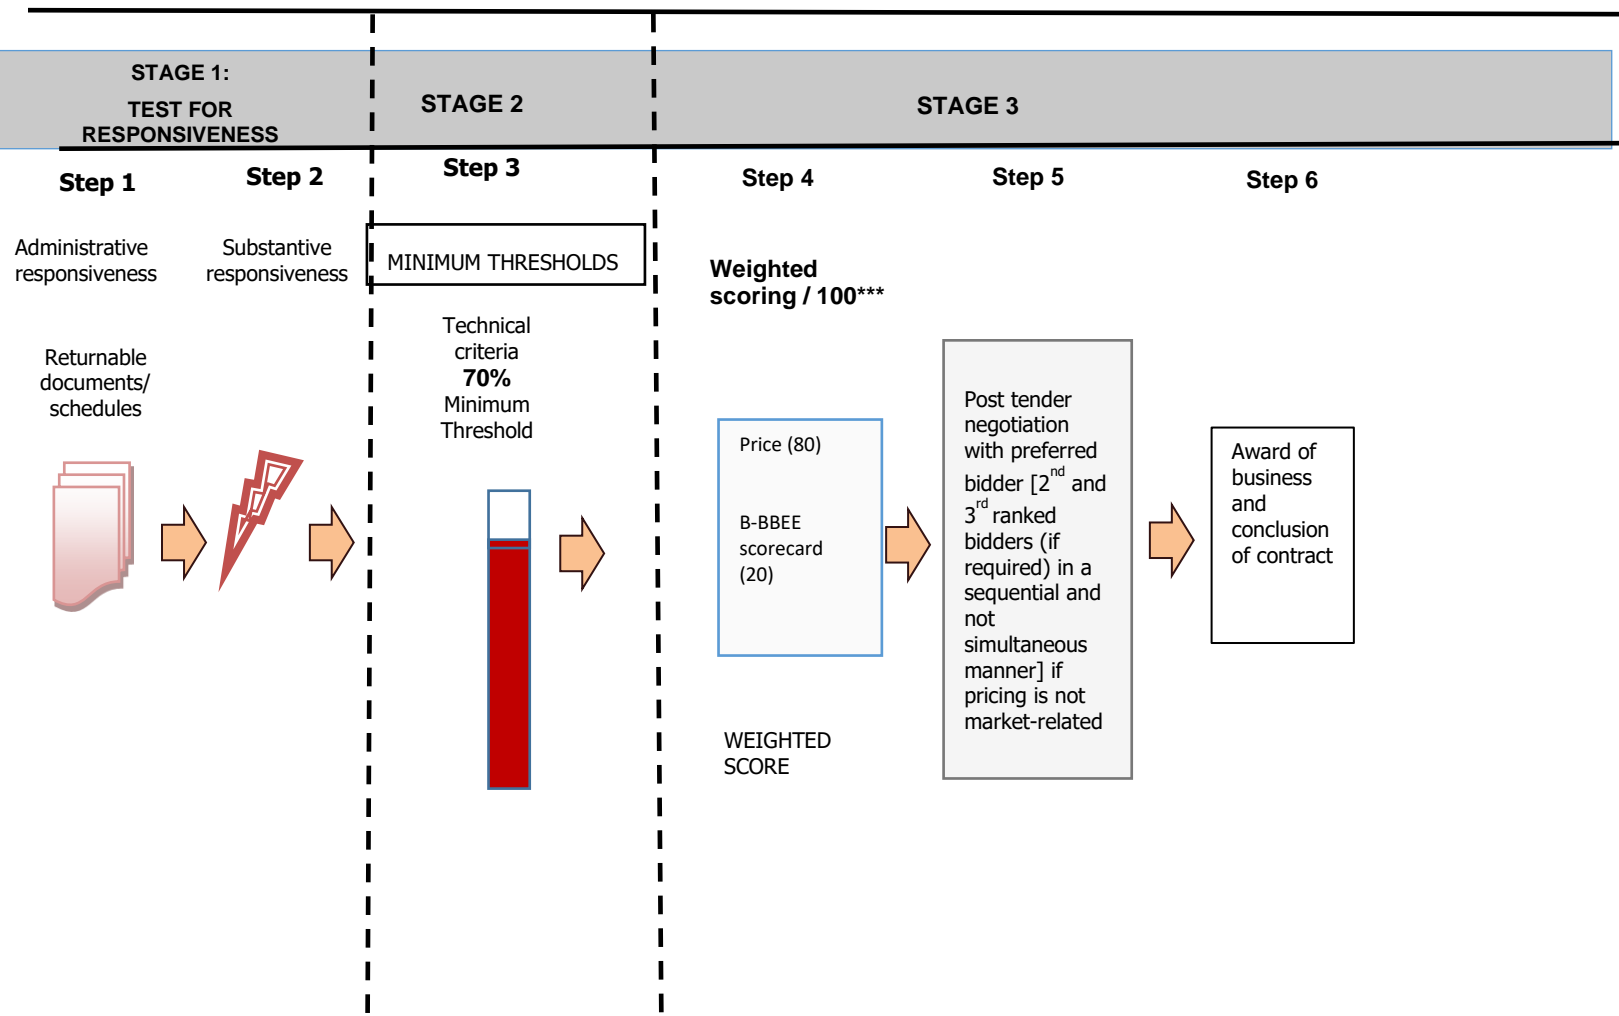 STAGE 1:
TEST FOR
RESPONSIVENESS
STAGE 2
STAGE 3
Step 1
Step 2
Step 3
Step 4
Step 5
Step 6
Administrative
responsiveness
Substantive
responsiveness
MINIMUM THRESHOLDS
Weighted
scoring / 100***
Returnable
documents/
schedules
Technical
criteria
70%
Minimum
Threshold
Price (80)
B-BBEE
scorecard
(20)
WEIGHTED
SCORE
Post tender
negotiation
with preferred
bidder [2nd and
3rd ranked
bidders (if
required) in a
sequential and
not
simultaneous
manner] if
pricing is not
market-related
Award of
business
and
conclusion
of contract